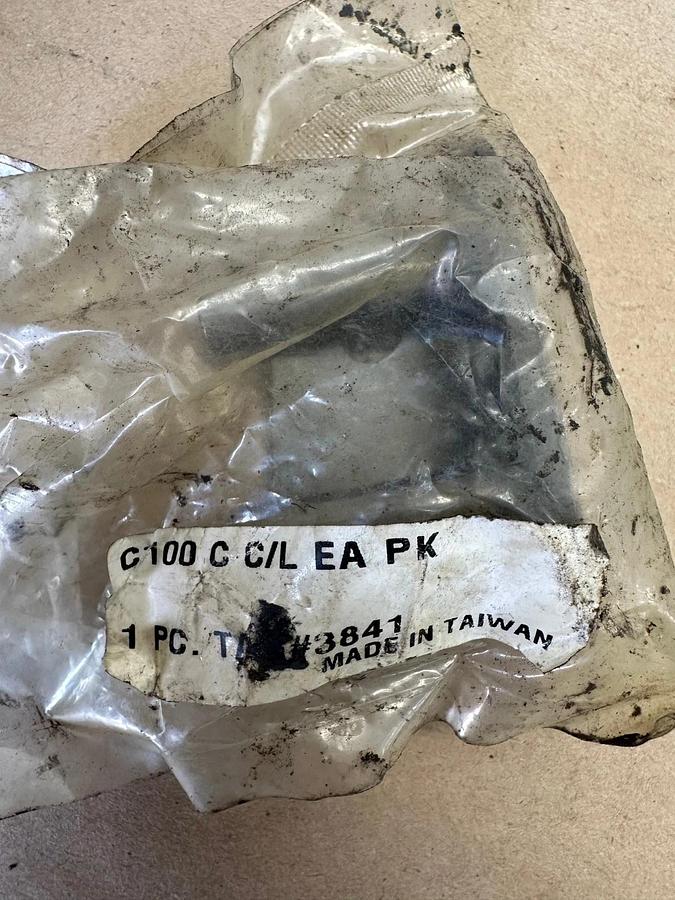 C100 C C/L EA PK
1 PC. #3841
MADE IN TAIWAN